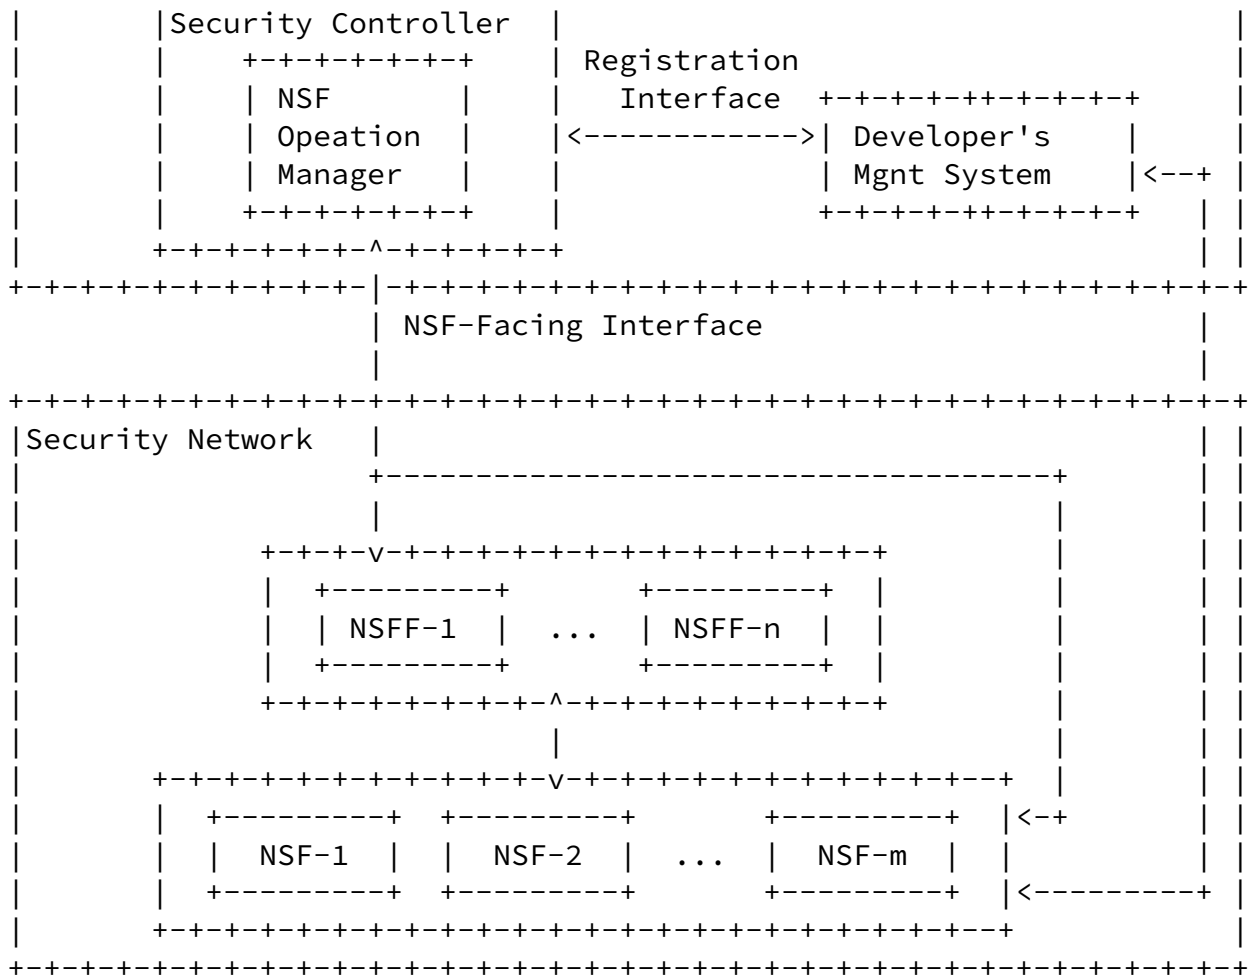 |       |Security Controller  |                                     |
|       |    +-+-+-+-+-+-+    | Registration                        |
|       |    | NSF       |    |   Interface  +-+-+-+-++-+-+-+-+     |
|       |    | Opeation  |    |<------------>| Developer's    |     |
|       |    | Manager   |    |              | Mgnt System    |<--+ |
|       |    +-+-+-+-+-+-+    |              +-+-+-+-++-+-+-+-+   | |
|       +-+-+-+-+-+-^-+-+-+-+-+                                   | |
+-+-+-+-+-+-+-+-+-+-|-+-+-+-+-+-+-+-+-+-+-+-+-+-+-+-+-+-+-+-+-+-+-+-+
                    | NSF-Facing Interface                        |
                    |                                             |
+-+-+-+-+-+-+-+-+-+-+-+-+-+-+-+-+-+-+-+-+-+-+-+-+-+-+-+-+-+-+-+-+-+-+
|Security Network   |                                             | |
|                   +-------------------------------------+       | |
|                   |                                     |       | |
|             +-+-+-v-+-+-+-+-+-+-+-+-+-+-+-+-+-+         |       | |
|             |  +---------+       +---------+  |         |       | |
|             |  | NSFF-1  |  ...  | NSFF-n  |  |         |       | |
|             |  +---------+       +---------+  |         |       | |
|             +-+-+-+-+-+-+-+-^-+-+-+-+-+-+-+-+-+         |       | |
|                             |                           |       | |
|       +-+-+-+-+-+-+-+-+-+-+-v-+-+-+-+-+-+-+-+-+-+-+-+--+  |       | |
|       |  +---------+  +---------+       +---------+  |<-+       | |
|       |  |  NSF-1  |  |  NSF-2  |  ...  |  NSF-m  |  |          | |
|       |  +---------+  +---------+       +---------+  |<---------+ |
|       +-+-+-+-+-+-+-+-+-+-+-+-+-+-+-+-+-+-+-+-+-+-+--+            |
+-+-+-+-+-+-+-+-+-+-+-+-+-+-+-+-+-+-+-+-+-+-+-+-+-+-+-+-+-+-+-+-+-+-+